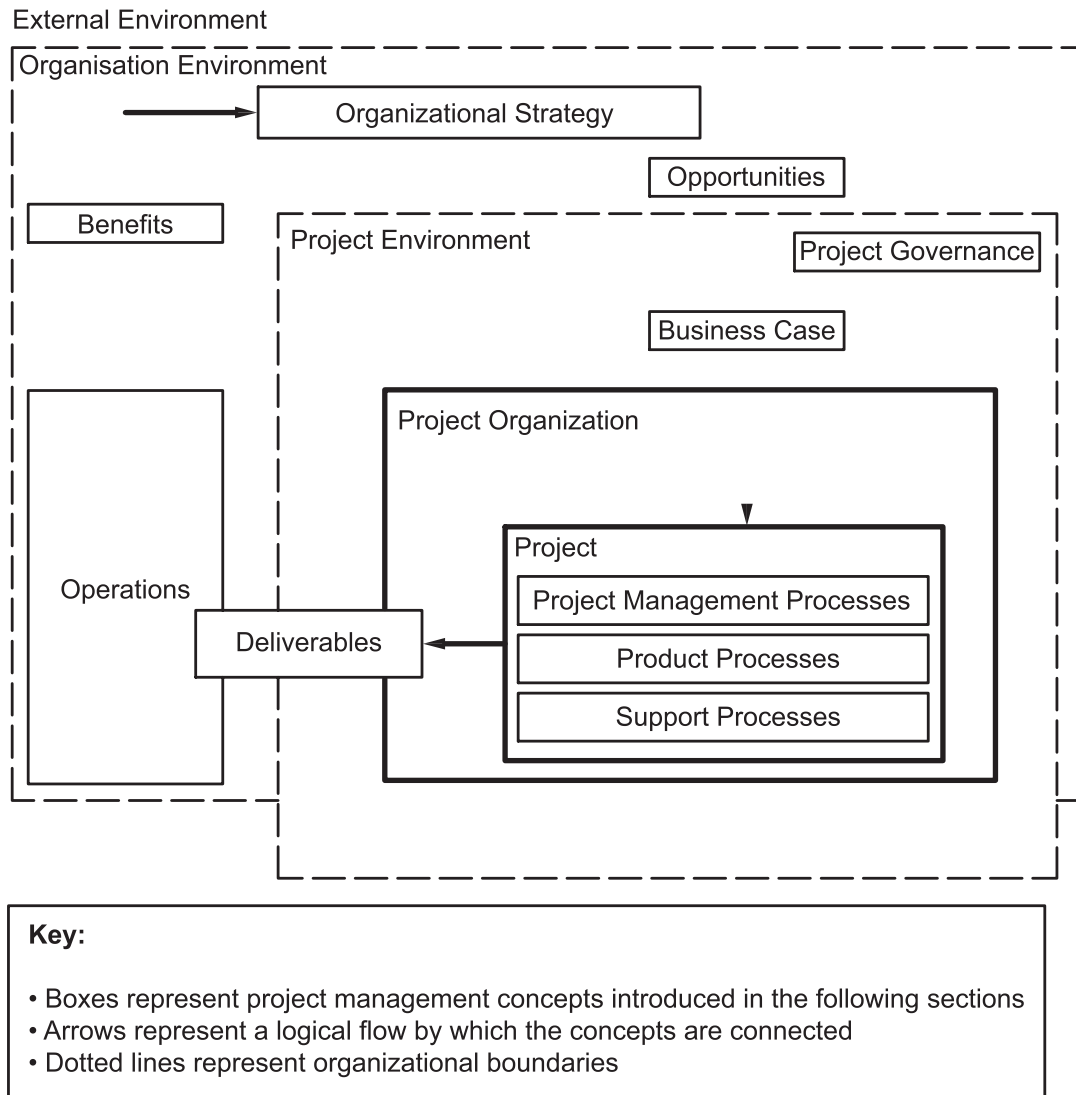 External Environment
Organisation Environment
Organizational Strategy
Opportunities
Benefits
Project Environment
Project Governance
Business Case
Project Organization
Project
Operations
Project Management Processes
Deliverables
Product Processes
Support Processes
Key:
• Boxes represent project management concepts introduced in the following sections
• Arrows represent a logical flow by which the concepts are connected
• Dotted lines represent organizational boundaries